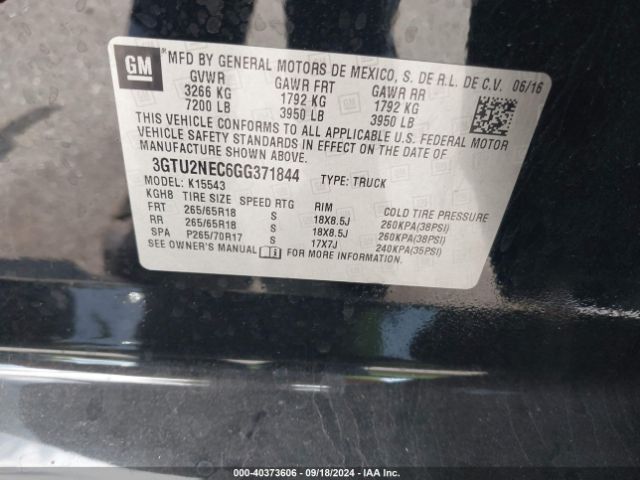 GM
MFD BY GENERAL MOTORS DE MEXICO, S. DE R.L. DE C.V. 06/16
GVWR GAWR FRT GAWR RR
3266 KG 1792 KG 1792 KG
7200 LB 3950 LB 3950 LB
THIS VEHICLE CONFORMS TO ALL APPLICABLE U.S. FEDERAL MOTOR
VEHICLE SAFETY STANDARDS IN EFFECT ON THE DATE OF
MANUFACTURE SHOWN ABOVE.
3GTU2NEC6GG371844 TYPE: TRUCK
MODEL: K15543
KGHB TIRE SIZE SPEED RTG RIM COLD TIRE PRESSURE
FRT 265/65R18 S 18X8.5J 260KPA(38PSI)
RR 265/65R18 S 18X8.5J 260KPA(38PSI)
SPA P265/70R17 S 17X7J 240KPA(35PSI)
SEE OWNER'S MANUAL FOR MORE INFORMATION.
000-40373606 - 09/18/2024 - IAA Inc.